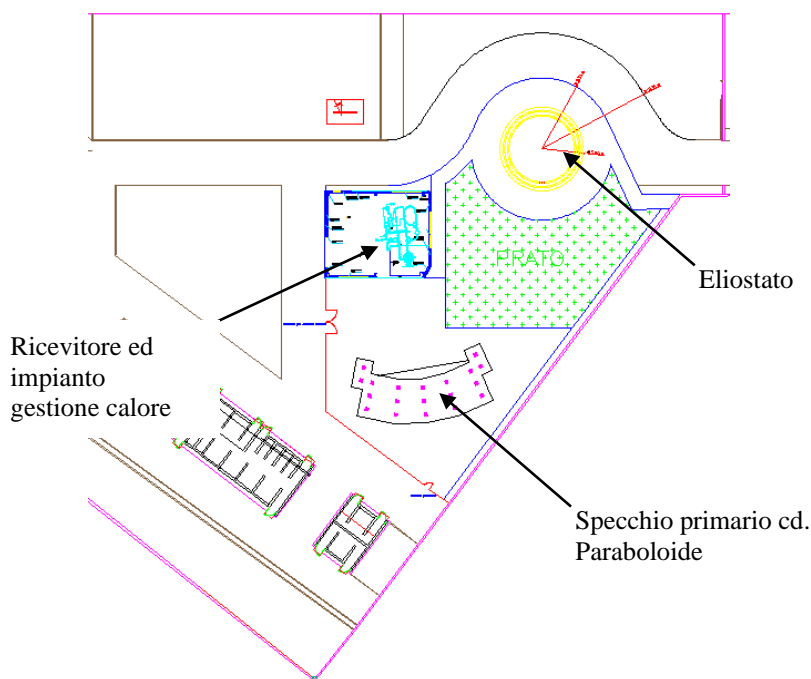 PRATO
Eliostato
Ricevitore ed
impianto
gestione calore
Specchio primario cd.
Paraboloide